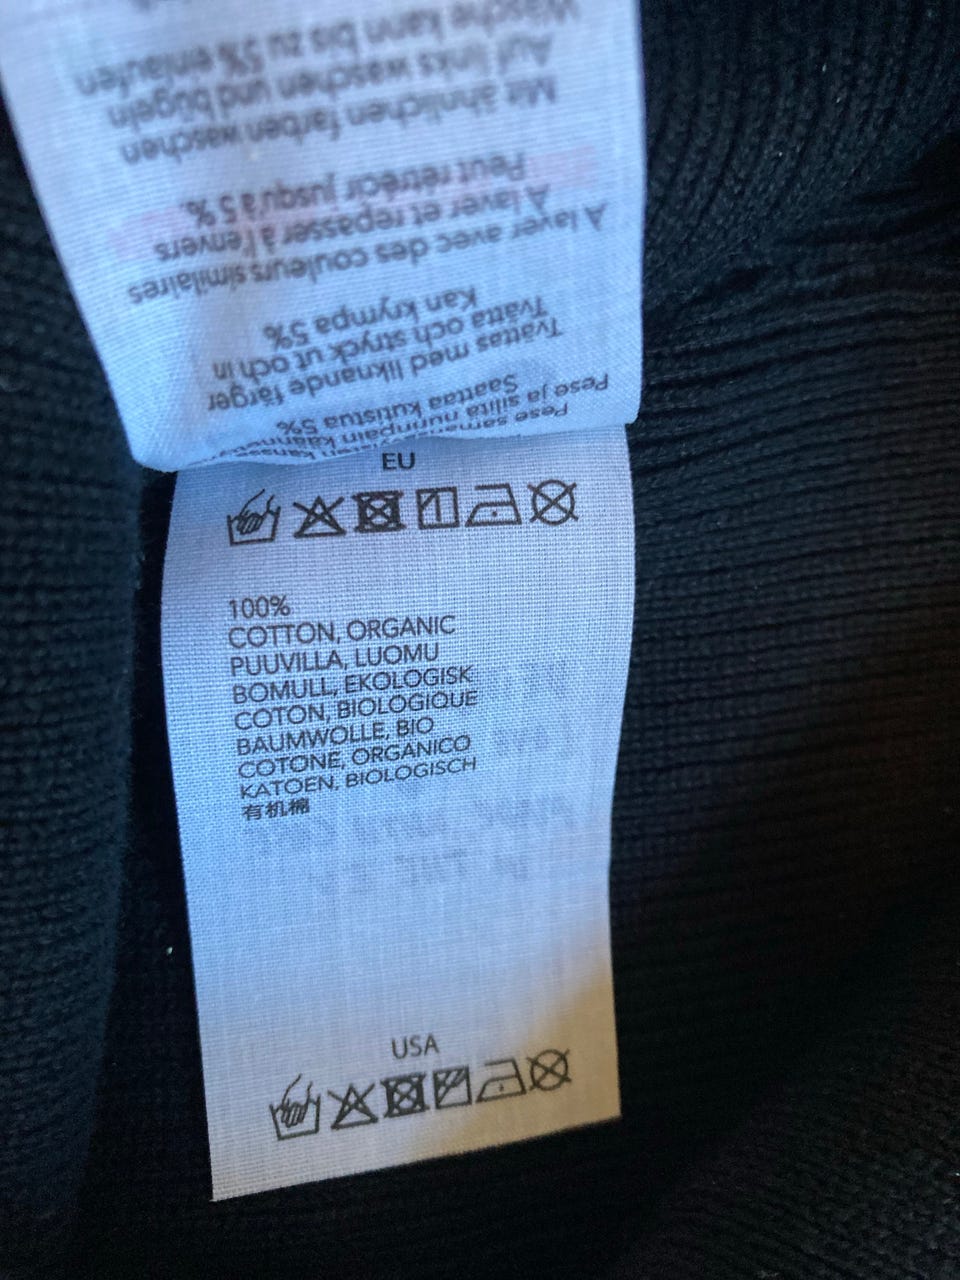 Pese
Pese ja silitä nurinpäin
Saattaa kutistua 5%
Tvättas med liknande färger
Tvätta och stryck ut och in
Kan krympa 5%
À laver avec des couleurs similaires
À laver et repasser à l'envers
Peut rétrécir jusqu'à 5 %
Mit ähnlichen farben waschen
Auf links waschen und bügeln
Wäsche kann bis zu 5% einlaufen
EU
100%
COTTON, ORGANIC
PUUVILLA, LUOMU
BOMULL, EKOLOGISK
COTON, BIOLOGIQUE
BAUMWOLLE, BIO
COTONE, ORGANICO
KATOEN, BIOLOGISCH
有机棉
USA